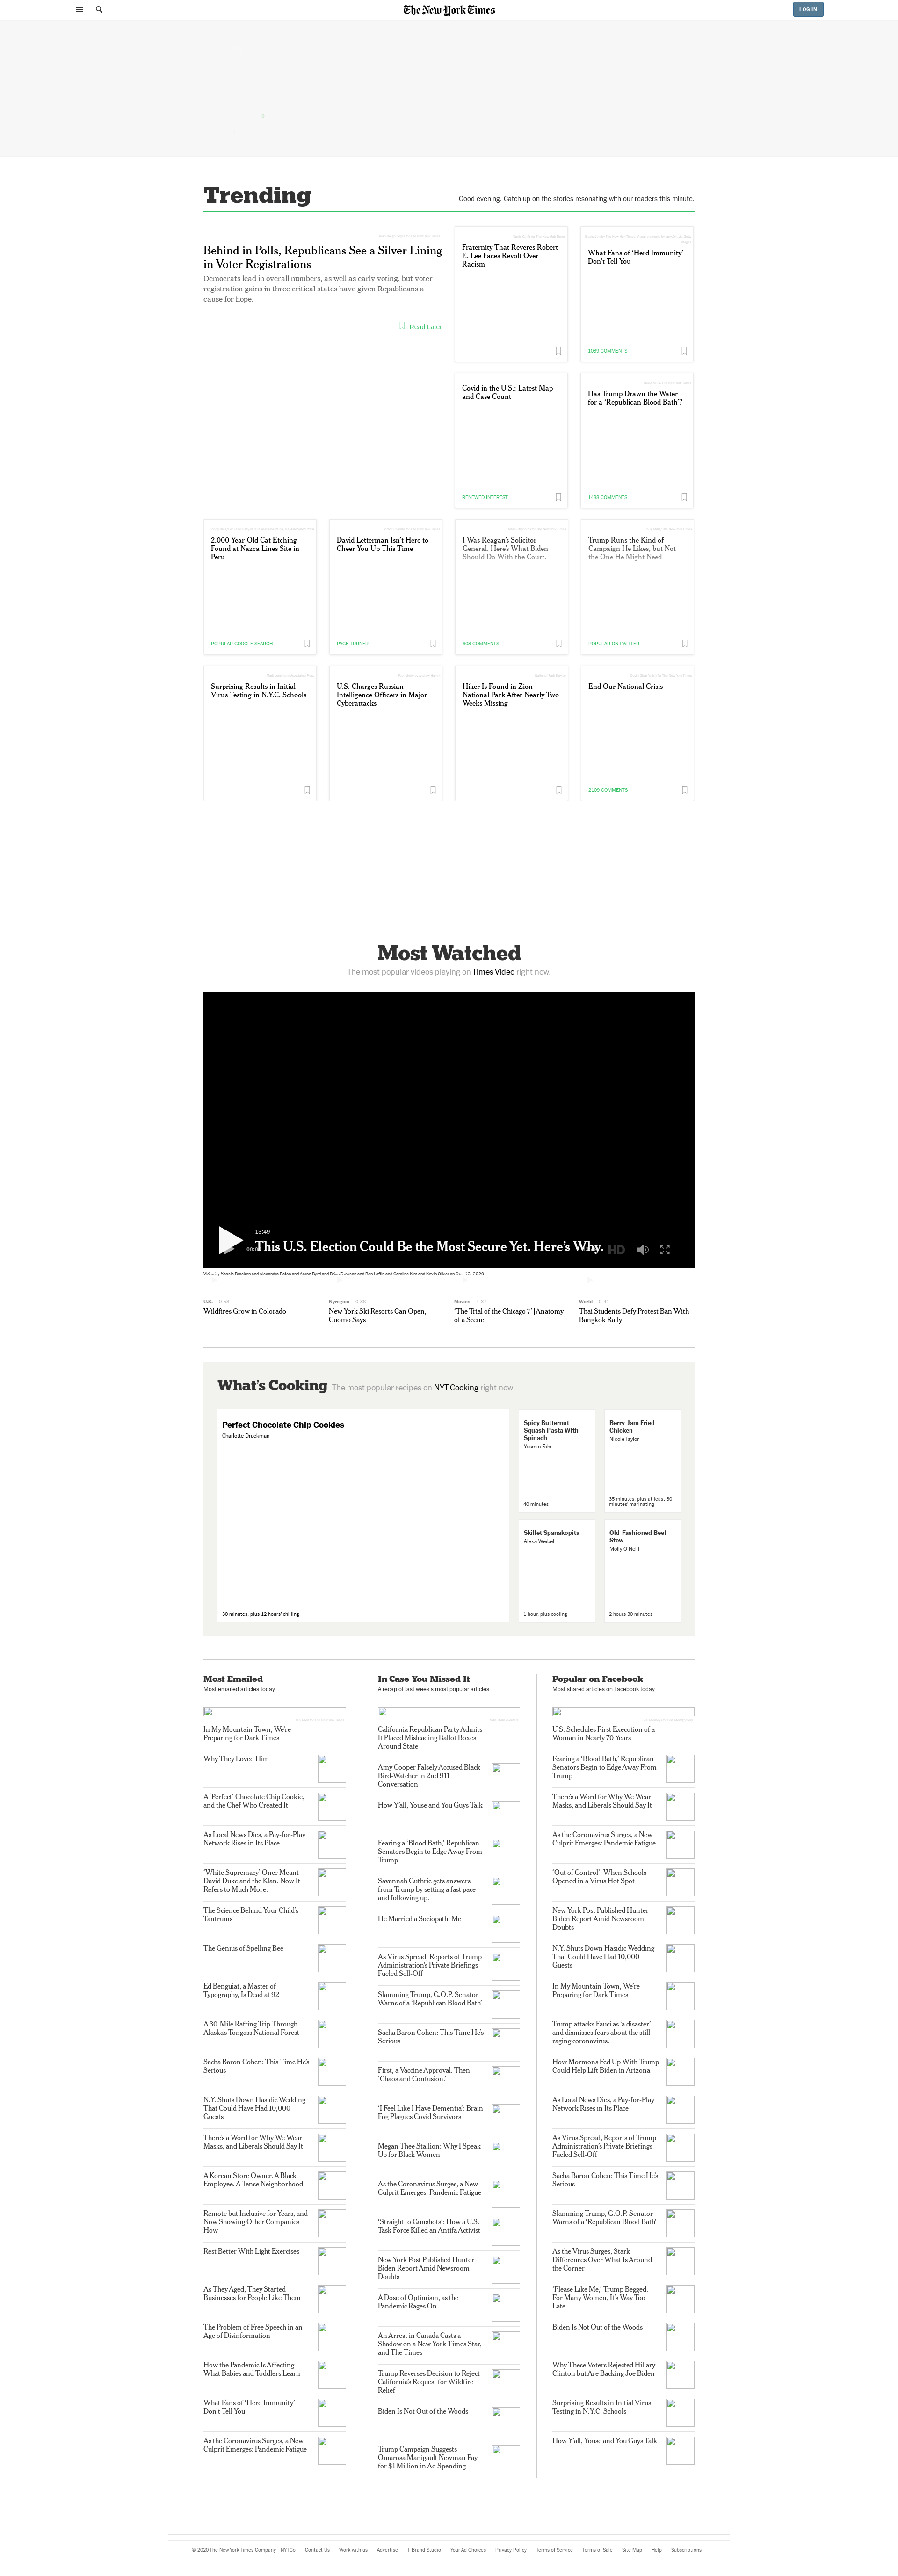 The New York Times
LOG IN
Trending
Good evening. Catch up on the stories resonating with our readers this minute.
Behind in Polls, Republicans See a Silver Lining
in Voter Registrations
Democrats lead in overall numbers, as well as early voting, but voter
registration gains in three critical states have given Republicans a
cause for hope.
Read Later
Fraternity That Reveres Robert
E. Lee Faces Revolt Over
Racism
What Fans of ‘Herd Immunity’
Don’t Tell You
1039 COMMENTS
Covid in the U.S.: Latest Map
and Case Count
RENEWED INTEREST
Has Trump Drawn the Water
for a ‘Republican Blood Bath’?
1488 COMMENTS
2,000-Year-Old Cat Etching
Found at Nazca Lines Site in
Peru
POPULAR GOOGLE SEARCH
David Letterman Isn’t Here to
Cheer You Up This Time
PAGE-TURNER
I Was Reagan’s Solicitor
General. Here’s What Biden
Should Do With the Court.
603 COMMENTS
Trump Runs the Kind of
Campaign He Likes, but Not
the One He Might Need
POPULAR ON TWITTER
Surprising Results in Initial
Virus Testing in N.Y.C. Schools
U.S. Charges Russian
Intelligence Officers in Major
Cyberattacks
Hiker Is Found in Zion
National Park After Nearly Two
Weeks Missing
End Our National Crisis
2109 COMMENTS
Most Watched
The most popular videos playing on Times Video right now.
13:40
This U.S. Election Could Be the Most Secure Yet. Here’s Why.
HD
Video by Kassie Bracken and Alexandra Eaton and Aaron Byrd and Brian Dawson and Ben Laffin and Caroline Kim and Kevin Oliver on Oct. 18, 2020.
U.S. 0:58
Wildfires Grow in Colorado
Nyregion 0:38
New York Ski Resorts Can Open,
Cuomo Says
Movies 4:37
‘The Trial of the Chicago 7’ | Anatomy
of a Scene
World 0:41
Thai Students Defy Protest Ban With
Bangkok Rally
What’s Cooking The most popular recipes on NYT Cooking right now
Perfect Chocolate Chip Cookies
Charlotte Druckman
30 minutes, plus 12 hours’ chilling
Spicy Butternut
Squash Pasta With
Spinach
Yasmin Fahr
40 minutes
Berry-Jam Fried
Chicken
Nicole Taylor
35 minutes, plus at least 30
minutes’ marinating
Skillet Spanakopita
Alexa Weibel
1 hour, plus cooling
Old-Fashioned Beef
Stew
Molly O’Neill
2 hours 30 minutes
Most Emailed
Most emailed articles today
In My Mountain Town, We’re
Preparing for Dark Times
Why They Loved Him
A ‘Perfect’ Chocolate Chip Cookie,
and the Chef Who Created It
As Local News Dies, a Pay-for-Play
Network Rises in Its Place
‘White Supremacy’ Once Meant
David Duke and the Klan. Now It
Refers to Much More.
The Science Behind Your Child’s
Tantrums
The Genius of Spelling Bee
Ed Benguiat, a Master of
Typography, Is Dead at 92
A 30-Mile Rafting Trip Through
Alaska’s Tongass National Forest
Sacha Baron Cohen: This Time He’s
Serious
N.Y. Shuts Down Hasidic Wedding
That Could Have Had 10,000
Guests
There’s a Word for Why We Wear
Masks, and Liberals Should Say It
A Korean Store Owner. A Black
Employee. A Tense Neighborhood.
Remote but Inclusive for Years, and
Now Showing Other Companies
How
Rest Better With Light Exercises
As They Aged, They Started
Businesses for People Like Them
The Problem of Free Speech in an
Age of Disinformation
How the Pandemic Is Affecting
What Babies and Toddlers Learn
What Fans of ‘Herd Immunity’
Don’t Tell You
As the Coronavirus Surges, a New
Culprit Emerges: Pandemic Fatigue
In Case You Missed It
A recap of last week’s most popular articles
California Republican Party Admits
It Placed Misleading Ballot Boxes
Around State
Amy Cooper Falsely Accused Black
Bird-Watcher in 2nd 911
Conversation
How Y’all, Youse and You Guys Talk
Fearing a ‘Blood Bath,’ Republican
Senators Begin to Edge Away From
Trump
Savannah Guthrie gets answers
from Trump by setting a fast pace
and following up.
He Married a Sociopath: Me
As Virus Spread, Reports of Trump
Administration’s Private Briefings
Fueled Sell-Off
Slamming Trump, G.O.P. Senator
Warns of a ‘Republican Blood Bath’
Sacha Baron Cohen: This Time He’s
Serious
First, a Vaccine Approval. Then
‘Chaos and Confusion.’
‘I Feel Like I Have Dementia’: Brain
Fog Plagues Covid Survivors
Megan Thee Stallion: Why I Speak
Up for Black Women
As the Coronavirus Surges, a New
Culprit Emerges: Pandemic Fatigue
‘Straight to Gunshots’: How a U.S.
Task Force Killed an Antifa Activist
New York Post Published Hunter
Biden Report Amid Newsroom
Doubts
A Dose of Optimism, as the
Pandemic Rages On
An Arrest in Canada Casts a
Shadow on a New York Times Star,
and The Times
Trump Reverses Decision to Reject
California’s Request for Wildfire
Relief
Biden Is Not Out of the Woods
Trump Campaign Suggests
Omarosa Manigault Newman Pay
for $1 Million in Ad Spending
Popular on Facebook
Most shared articles on Facebook today
U.S. Schedules First Execution of a
Woman in Nearly 70 Years
Fearing a ‘Blood Bath,’ Republican
Senators Begin to Edge Away From
Trump
There’s a Word for Why We Wear
Masks, and Liberals Should Say It
As the Coronavirus Surges, a New
Culprit Emerges: Pandemic Fatigue
‘Out of Control’: When Schools
Opened in a Virus Hot Spot
New York Post Published Hunter
Biden Report Amid Newsroom
Doubts
N.Y. Shuts Down Hasidic Wedding
That Could Have Had 10,000
Guests
In My Mountain Town, We’re
Preparing for Dark Times
Trump attacks Fauci as ‘a disaster’
and dismisses fears about the still-
raging coronavirus.
How Mormons Fed Up With Trump
Could Help Lift Biden in Arizona
As Local News Dies, a Pay-for-Play
Network Rises in Its Place
As Virus Spread, Reports of Trump
Administration’s Private Briefings
Fueled Sell-Off
Sacha Baron Cohen: This Time He’s
Serious
Slamming Trump, G.O.P. Senator
Warns of a ‘Republican Blood Bath’
As the Virus Surges, Stark
Differences Over What Is Around
the Corner
‘Please Like Me,’ Trump Begged.
For Many Women, It’s Way Too
Late.
Biden Is Not Out of the Woods
Why These Voters Rejected Hillary
Clinton but Are Backing Joe Biden
Surprising Results in Initial Virus
Testing in N.Y.C. Schools
How Y’all, Youse and You Guys Talk
© 2020 The New York Times Company NYTCo Contact Us Work with us Advertise T Brand Studio Your Ad Choices Privacy Policy Terms of Service Terms of Sale Site Map Help Subscriptions